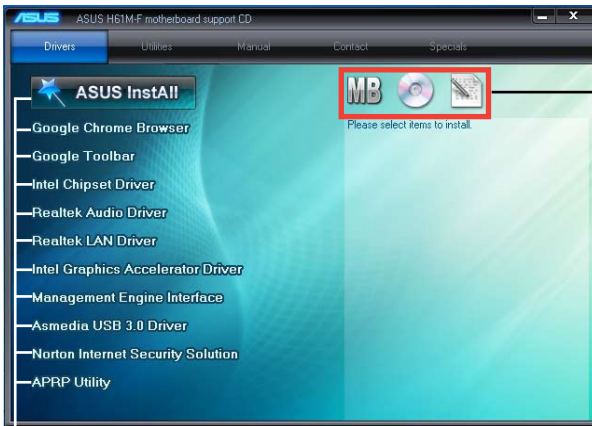 ASUS ASUS H61M-F motherboard support CD
Drivers Utilities Manual Contact Specials
ASUS InstAll
MB
Please select items to install.
Google Chrome Browser
Google Toolbar
Intel Chipset Driver
Realtek Audio Driver
Realtek LAN Driver
Intel Graphics Accelerator Driver
Management Engine Interface
Asmedia USB 3.0 Driver
Norton Internet Security Solution
APRP Utility